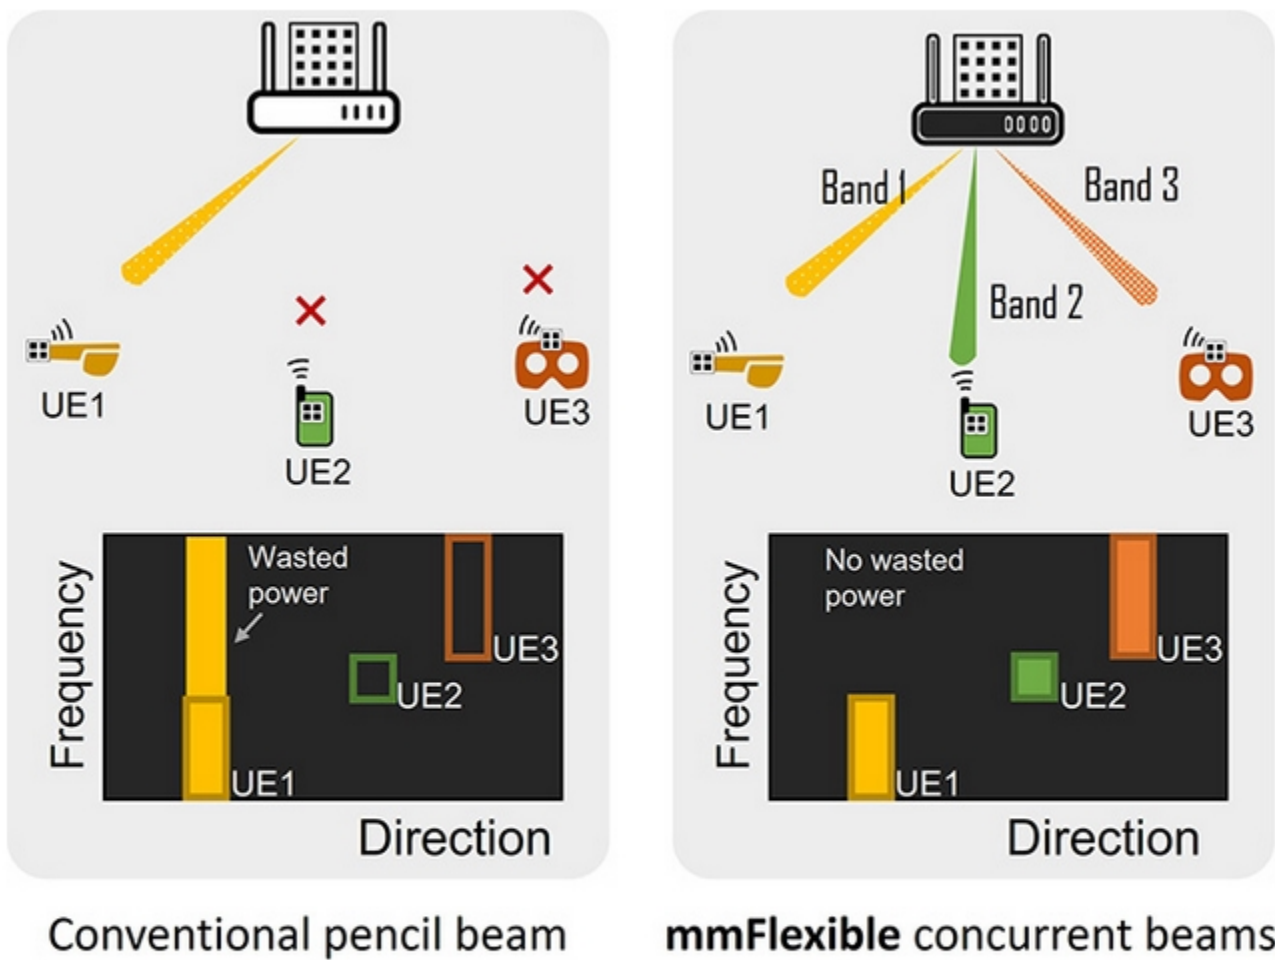 UE1
UE2
UE3
Wasted
power
UE3
UE2
UE1
Frequency
Direction
Conventional pencil beam
Band 1
Band 3
Band 2
UE1
UE2
UE3
No wasted
power
UE3
UE2
UE1
Frequency
Direction
mmFlexible concurrent beams